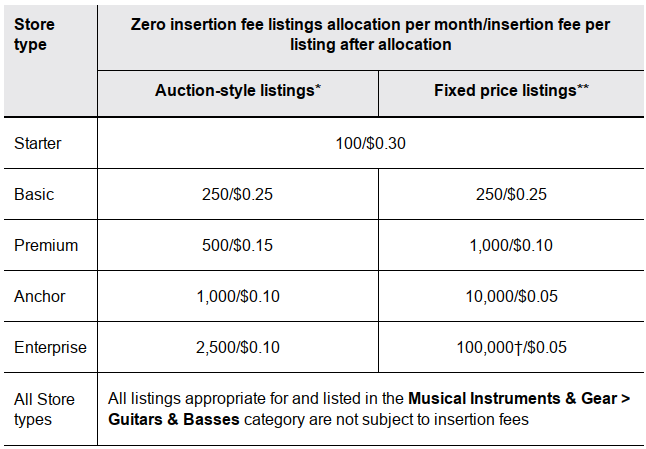 Store
type
Zero insertion fee listings allocation per month/insertion fee per
listing after allocation
Auction-style listings*
Fixed price listings**
Starter
100/$0.30
Basic
250/$0.25
250/$0.25
Premium
500/$0.15
1,000/$0.10
Anchor
1,000/$0.10
10,000/$0.05
Enterprise
2,500/$0.10
100,000†/$0.05
All Store
types
All listings appropriate for and listed in the Musical Instruments & Gear >
Guitars & Basses category are not subject to insertion fees